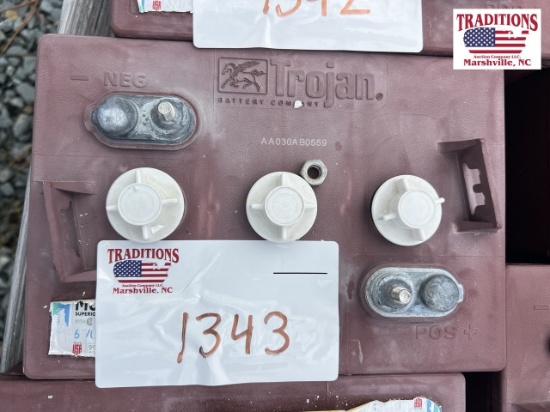 1342
TRADITIONS
Auction Company LLC.
Marshville, NC
- NEG
Trojan.
BATTERY COMPANY
AA030AB0569
TRADITIONS
Auction Company LLC.
Marshville, NC
1343
POS +